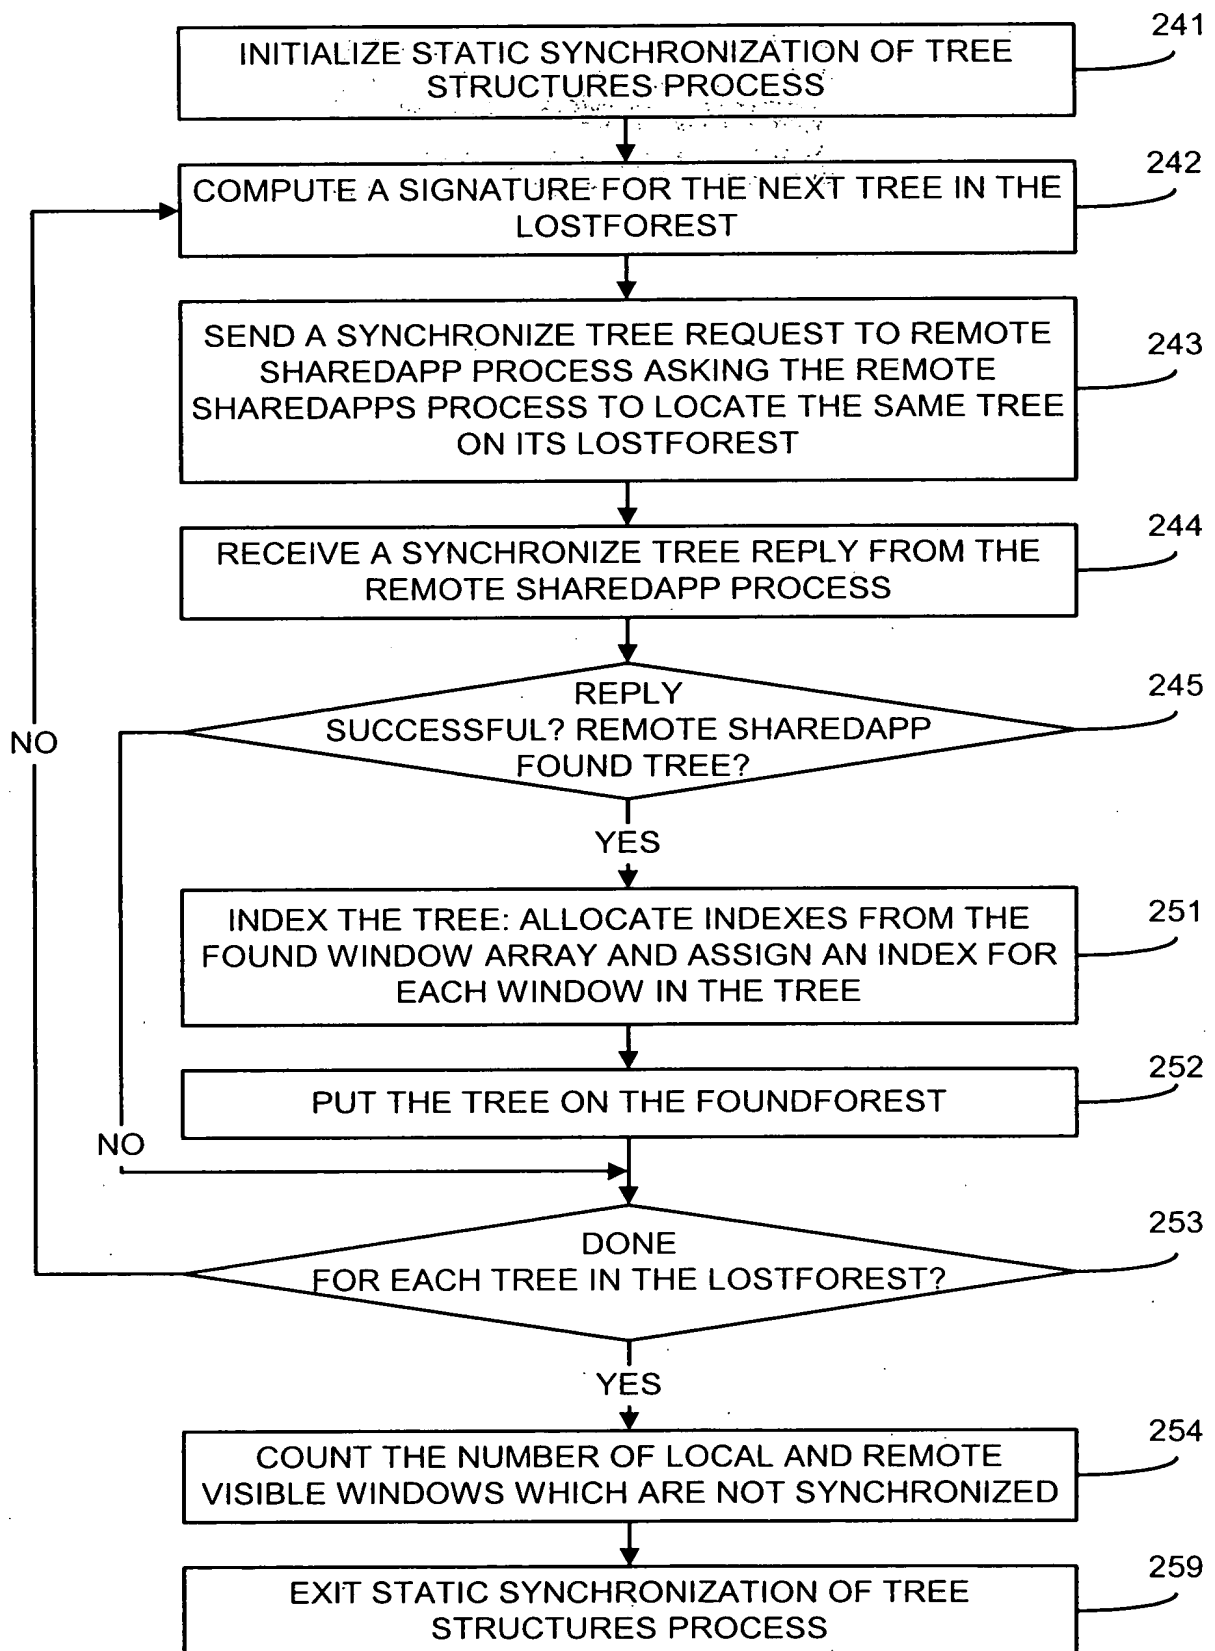 241
INITIALIZE STATIC SYNCHRONIZATION OF TREE
STRUCTURES PROCESS
242
COMPUTE A SIGNATURE FOR THE NEXT TREE IN THE
LOSTFOREST
243
SEND A SYNCHRONIZE TREE REQUEST TO REMOTE
SHAREDAPP PROCESS ASKING THE REMOTE
SHAREDAPPS PROCESS TO LOCATE THE SAME TREE
ON ITS LOSTFOREST
244
RECEIVE A SYNCHRONIZE TREE REPLY FROM THE
REMOTE SHAREDAPP PROCESS
245
REPLY
SUCCESSFUL? REMOTE SHAREDAPP
FOUND TREE?
NO
YES
251
INDEX THE TREE: ALLOCATE INDEXES FROM THE
FOUND WINDOW ARRAY AND ASSIGN AN INDEX FOR
EACH WINDOW IN THE TREE
252
PUT THE TREE ON THE FOUNDFOREST
NO
253
DONE
FOR EACH TREE IN THE LOSTFOREST?
YES
254
COUNT THE NUMBER OF LOCAL AND REMOTE
VISIBLE WINDOWS WHICH ARE NOT SYNCHRONIZED
259
EXIT STATIC SYNCHRONIZATION OF TREE
STRUCTURES PROCESS